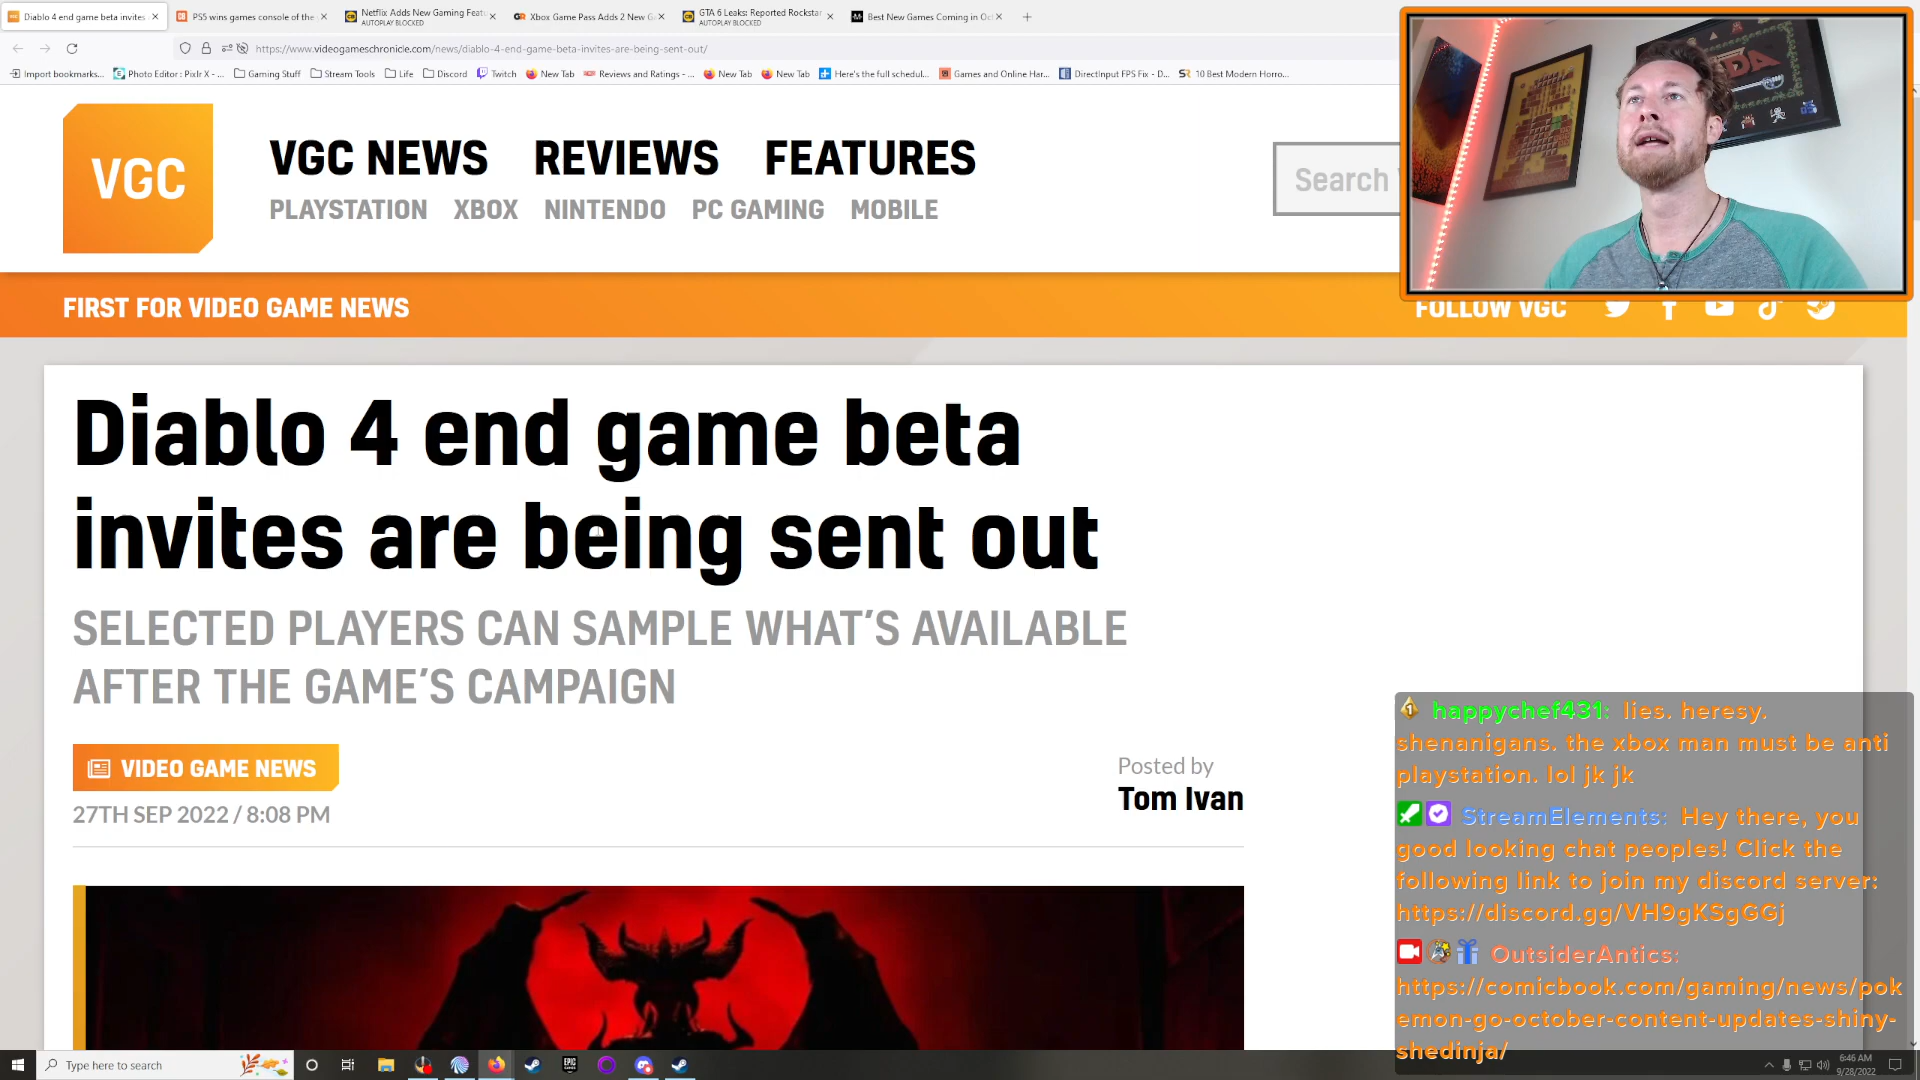 Diablo 4 end game beta invites
PS5 wins games console of the
Netflix Adds New Gaming Featu
AUTOPLAY BLOCKED
Xbox Game Pass Adds 2 New G
GTA 6 Leaks: Reported Rockstar
AUTOPLAY BLOCKED
Best New Games Coming in Oct
https://www.videogameschronicle.com/news/diablo-4-end-game-beta-invites-are-being-sent-out/
Import bookmarks... Photo Editor : Pixlr X - ... Gaming Stuff Stream Tools Life Discord Twitch New Tab Reviews and Ratings - ... New Tab New Tab Here's the full schedul... Games and Online Har... DirectInput FPS Fix - D... 10 Best Modern Horro...
VGC
VGC NEWS REVIEWS FEATURES
PLAYSTATION XBOX NINTENDO PC GAMING MOBILE
Search
FIRST FOR VIDEO GAME NEWS
FOLLOW VGC
Diablo 4 end game beta
invites are being sent out
SELECTED PLAYERS CAN SAMPLE WHAT'S AVAILABLE
AFTER THE GAME'S CAMPAIGN
VIDEO GAME NEWS
27TH SEP 2022 / 8:08 PM
Posted by
Tom Ivan
happychef431: lies. heresy.
shenanigans. the xbox man must be anti
playstation. lol jk jk
StreamElements: Hey there, you
good looking chat peoples! Click the
following link to join my discord server:
https://discord.gg/VH9gKSgGGj
OutsiderAntics:
https://comicbook.com/gaming/news/pok
emon-go-october-content-updates-shiny-
shedinja/
Type here to search
6:46 AM
9/28/2022